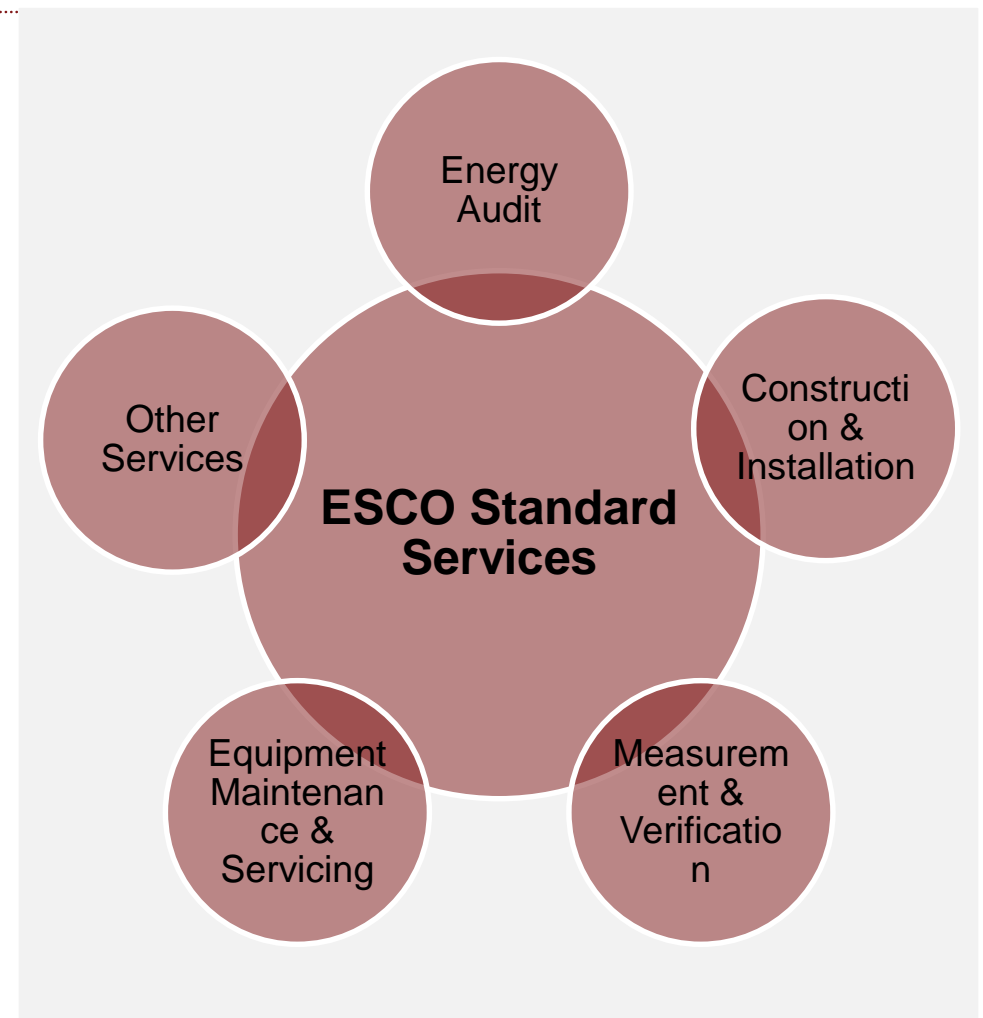 Energy
Audit
Constructi
on &
Installation
Other
Services
ESCO Standard
Services
Equipment
Maintenan
ce &
Servicing
Measurem
ent &
Verificatio
n